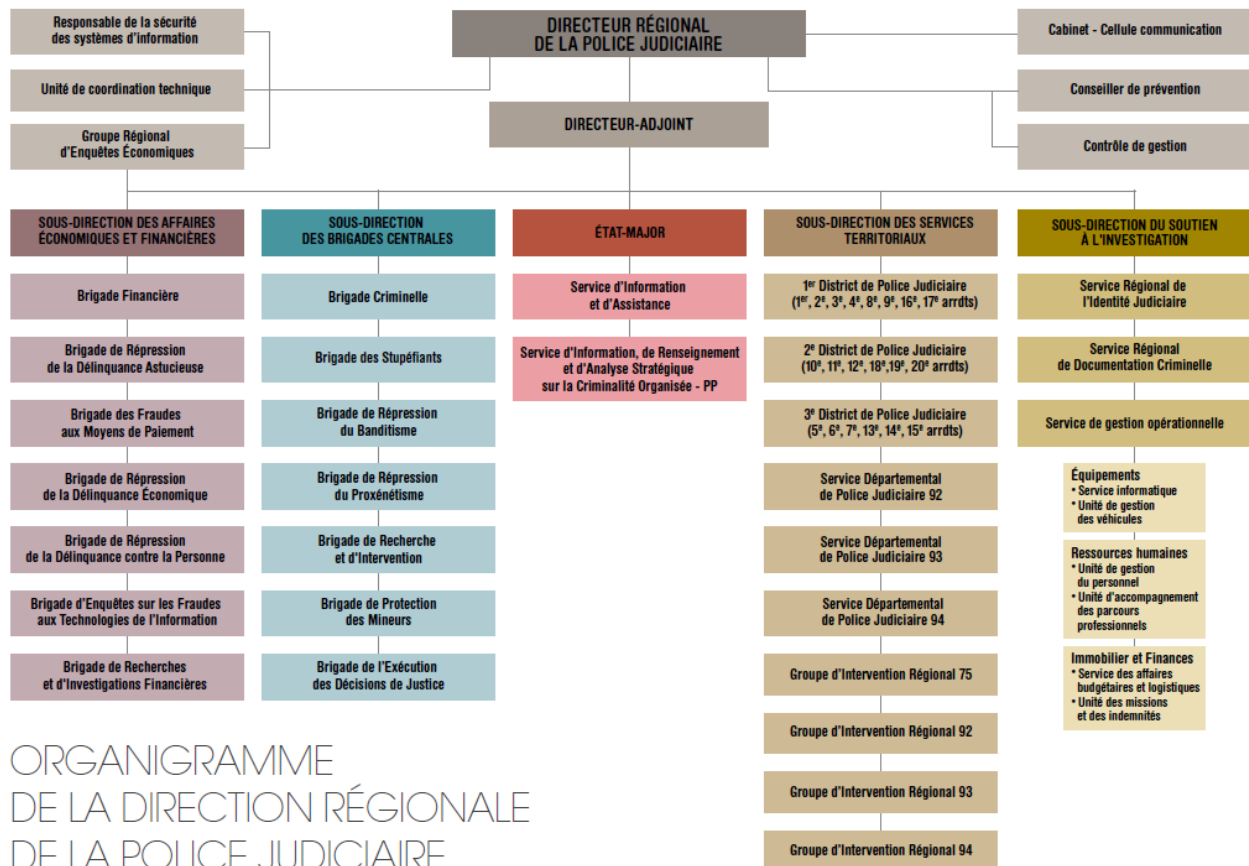 Responsable de la sécurité
des systèmes d'information
Unité de coordination technique
Groupe Régional
d'Enquêtes Économiques
DIRECTEUR RÉGIONAL
DE LA POLICE JUDICIAIRE
DIRECTEUR-ADJOINT
Cabinet - Cellule communication
Conseiller de prévention
Contrôle de gestion
SOUS-DIRECTION DES AFFAIRES
ÉCONOMIQUES ET FINANCIÈRES
Brigade Financière
Brigade de Répression
de la Délinquance Astucieuse
Brigade des Fraudes
aux Moyens de Paiement
Brigade de Répression
de la Délinquance Économique
Brigade de Répression
de la Délinquance contre la Personne
Brigade d'Enquêtes sur les Fraudes
aux Technologies de l'Information
Brigade de Recherches
et d'Investigations Financières
SOUS-DIRECTION
DES BRIGADES CENTRALES
Brigade Criminelle
Brigade des Stupéfiants
Brigade de Répression
du Banditisme
Brigade de Répression
du Proxénétisme
Brigade de Recherche
et d'Intervention
Brigade de Protection
des Mineurs
Brigade de l'Exécution
des Décisions de Justice
ÉTAT-MAJOR
Service d'Information
et d'Assistance
Service d'Information, de Renseignement
et d'Analyse Stratégique
sur la Criminalité Organisée - PP
SOUS-DIRECTION DES SERVICES
TERRITORIAUX
1er District de Police Judiciaire
(1er, 2e, 3e, 4e, 8e, 9e, 16e, 17e arrdts)
2e District de Police Judiciaire
(10e, 11e, 12e, 18e,19e, 20e arrdts)
3e District de Police Judiciaire
(5e, 6e, 7e, 13e, 14e, 15e arrdts)
Service Départemental
de Police Judiciaire 92
Service Départemental
de Police Judiciaire 93
Service Départemental
de Police Judiciaire 94
Groupe d'Intervention Régional 75
Groupe d'Intervention Régional 92
Groupe d'Intervention Régional 93
Groupe d'Intervention Régional 94
SOUS-DIRECTION DU SOUTIEN
À L'INVESTIGATION
Service Régional de
l'Identité Judiciaire
Service Régional
de Documentation Criminelle
Service de gestion opérationnelle
Équipements
• Service informatique
• Unité de gestion
des véhicules
Ressources humaines
• Unité de gestion
du personnel
• Unité d'accompagnement
des parcours
professionnels
Immobilier et Finances
• Service des affaires
budgétaires et logistiques
• Unité des missions
et des indemnités
ORGANIGRAMME
DE LA DIRECTION RÉGIONALE
DE LA POLICE JUDICIAIRE